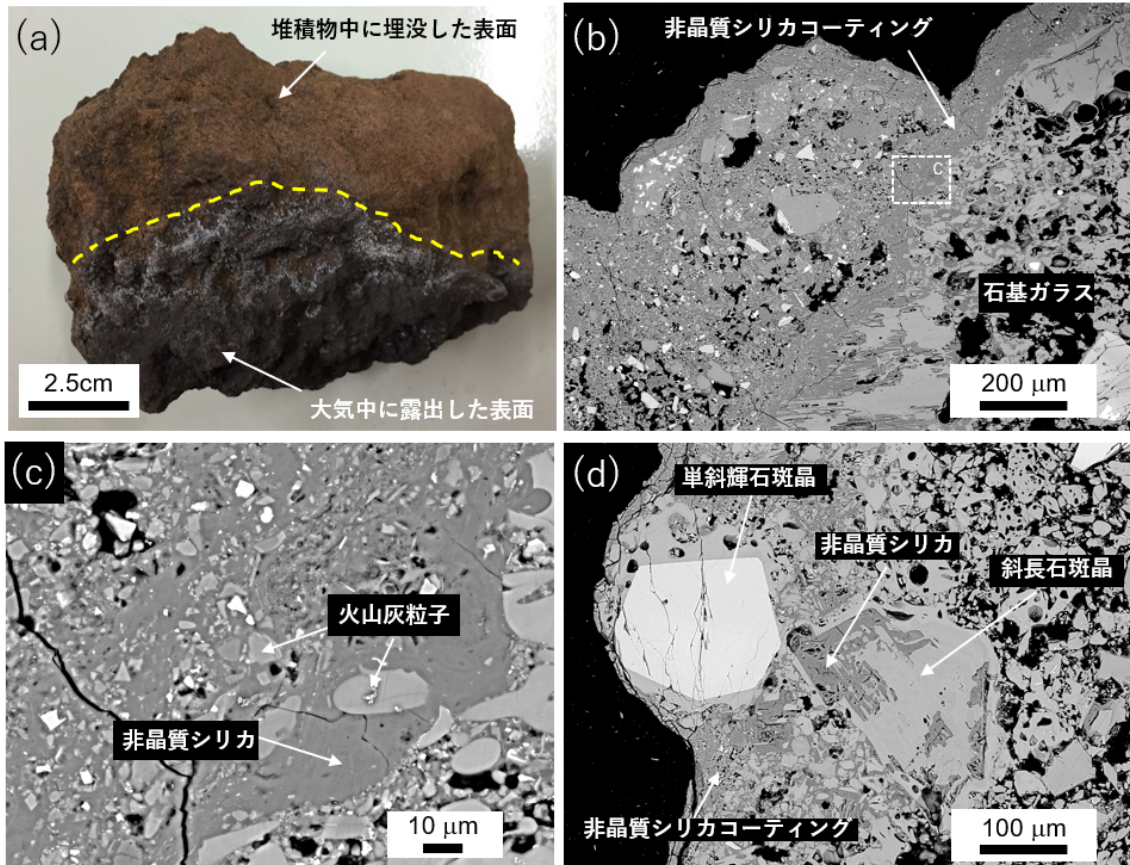 (a)
堆積物中に埋没した表面
2.5cm
大気中に露出した表面
(b)
非晶質シリカコーティング
C
石基ガラス
200 μm
(c)
火山灰粒子
非晶質シリカ
10 μm
(d)
単斜輝石斑晶
非晶質シリカ
斜長石斑晶
非晶質シリカコーティング
100 μm